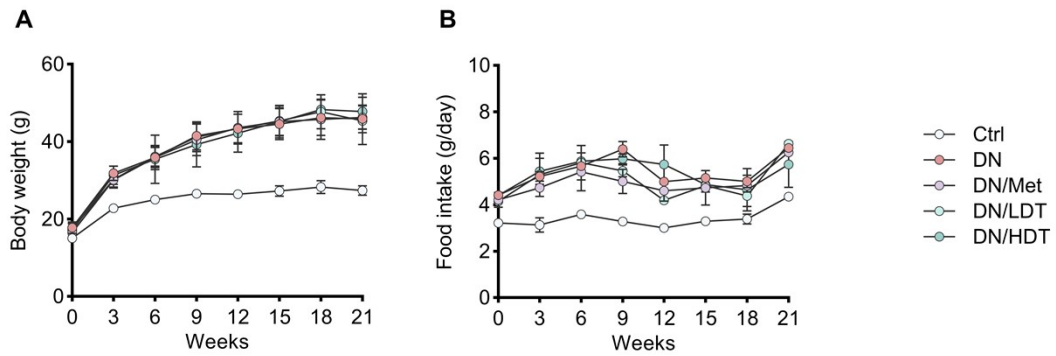 A
Body weight (g)
60
40
20
0
0 3 6 9 12 15 18 21
Weeks
B
Food intake (g/day)
10
8
6
4
2
0
0 3 6 9 12 15 18 21
Weeks
Ctrl
DN
DN/Met
DN/LDT
DN/HDT